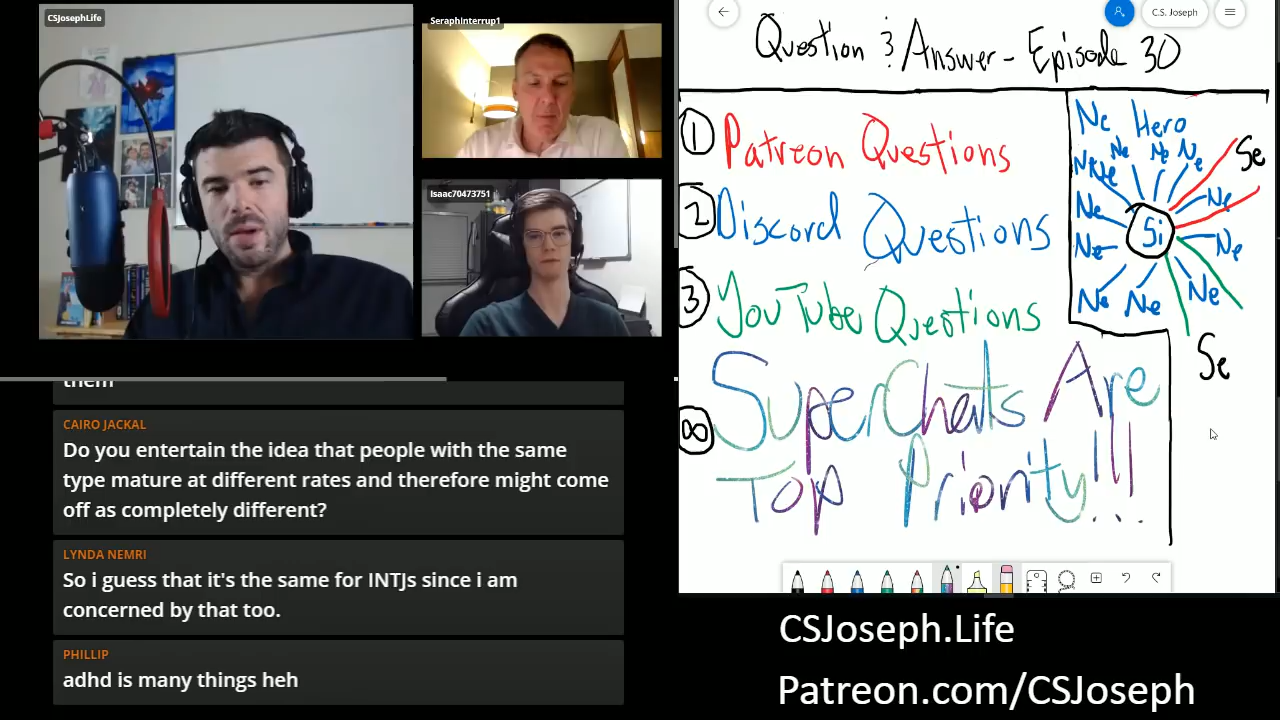 CSJosephLife
SeraphInterrup1
Isaac70473751
them
CAIRO JACKAL
Do you entertain the idea that people with the same
type mature at different rates and therefore might come
off as completely different?
LYNDA NEMRI
So i guess that it's the same for INTJs since i am
concerned by that too.
PHILLIP
adhd is many things heh
C.S. Joseph
Question & Answer - Episode 30
1 Patreon Questions
2 Discord Questions
3 YouTube Questions
∞ SuperChats Are
Top Priority!!!
Ne Hero
Ne Ne Ne Se
Ne Ne
Ne
Ne Si
Ne Ne
Ne Ne Ne
Se
CSJoseph.Life
Patreon.com/CSJoseph